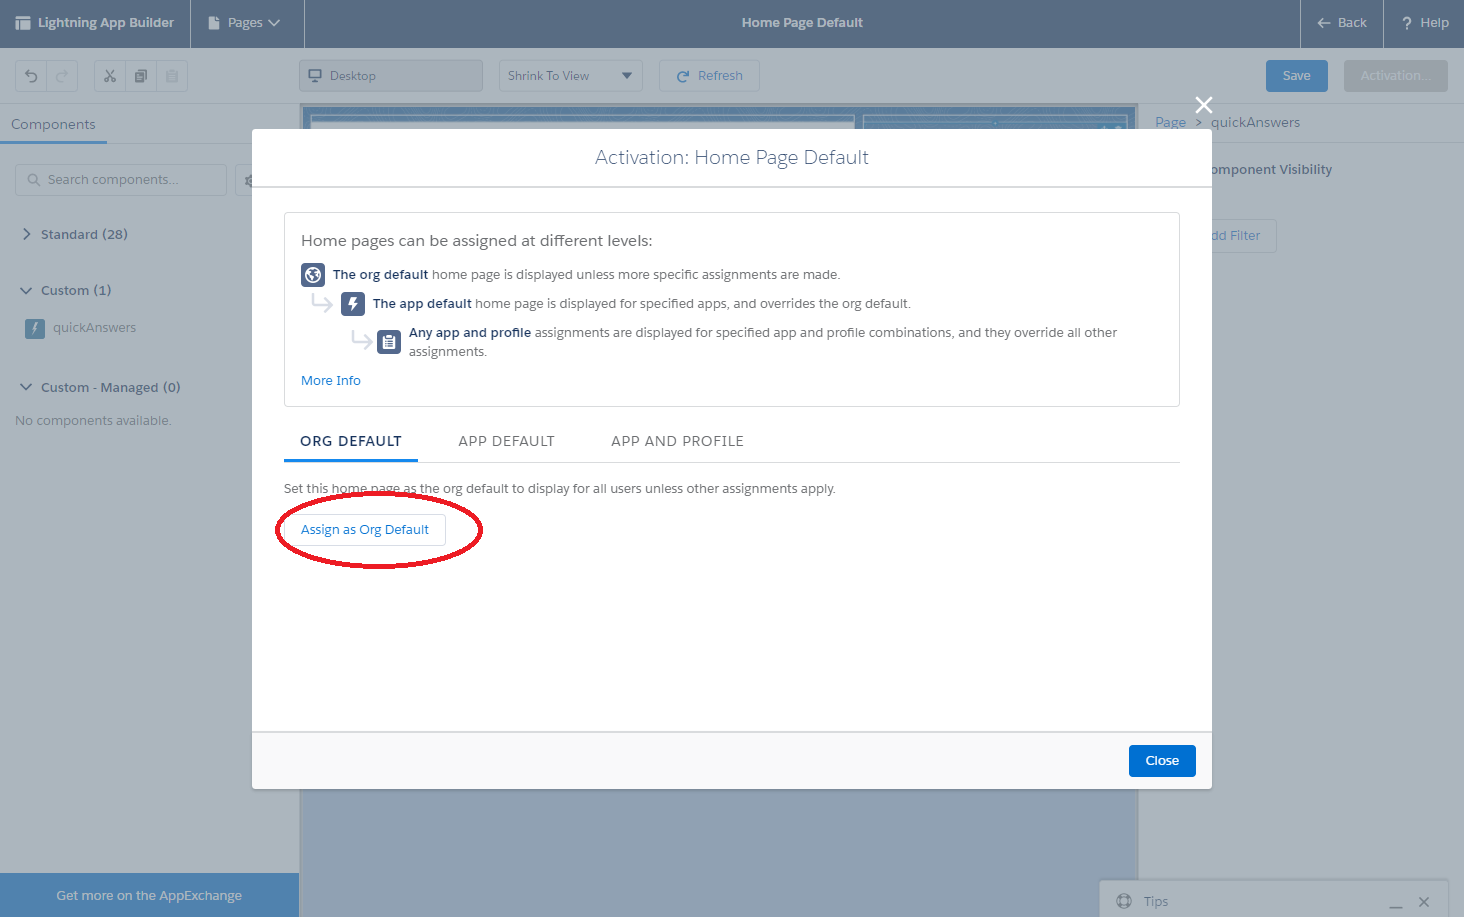 Lightning App Builder
Pages
Home Page Default
Back
? Help
Desktop
Shrink To View
Refresh
Save
Activation...
Components
Page > quickAnswers
Activation: Home Page Default
Search components...
omponent Visibility
Home pages can be assigned at different levels:
Standard (28)
dd Filter
The org default home page is displayed unless more specific assignments are made.
Custom (1)
The app default home page is displayed for specified apps, and overrides the org default.
quickAnswers
Any app and profile assignments are displayed for specified app and profile combinations, and they override all other
assignments.
More Info
Custom - Managed (0)
No components available.
ORG DEFAULT
APP DEFAULT
APP AND PROFILE
Set this home page as the org default to display for all users unless other assignments apply.
Assign as Org Default
Close
Get more on the AppExchange
Tips